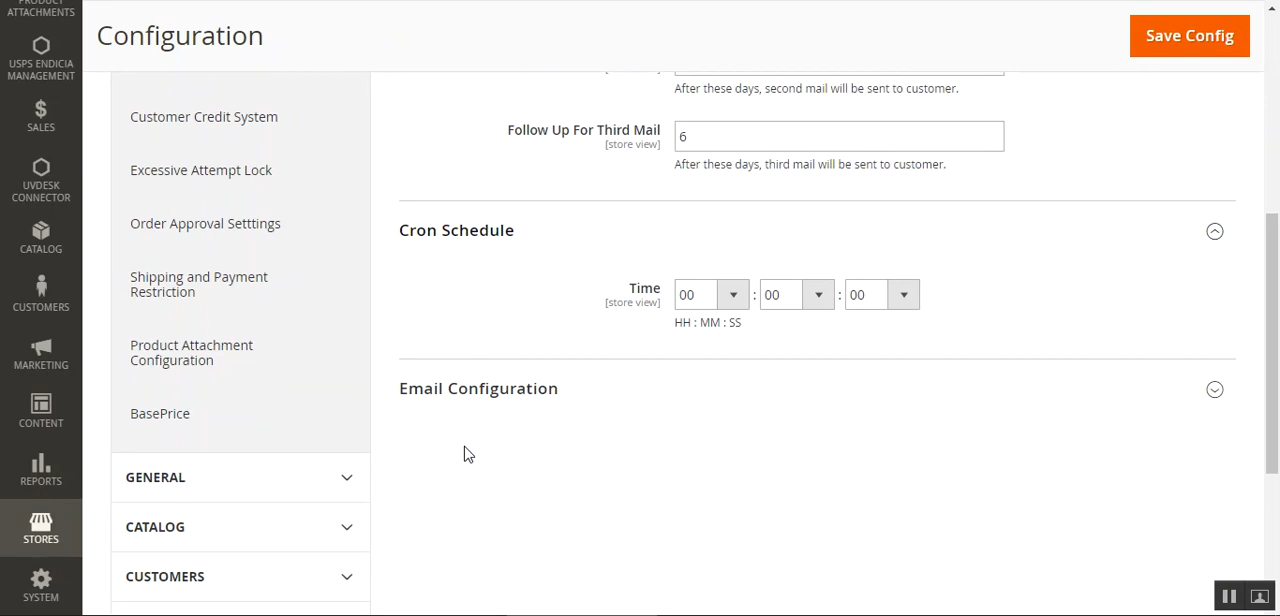 PRODUCT
ATTACHMENTS
USPS ENDICIA
MANAGEMENT
SALES
UVDESK
CONNECTOR
CATALOG
CUSTOMERS
MARKETING
CONTENT
REPORTS
STORES
SYSTEM
Configuration
Save Config
Customer Credit System
Excessive Attempt Lock
Order Approval Setttings
Shipping and Payment
Restriction
Product Attachment
Configuration
BasePrice
GENERAL
CATALOG
CUSTOMERS
After these days, second mail will be sent to customer.
Follow Up For Third Mail
[store view]
6
After these days, third mail will be sent to customer.
Cron Schedule
Time
[store view]
00 : 00 : 00
HH : MM : SS
Email Configuration